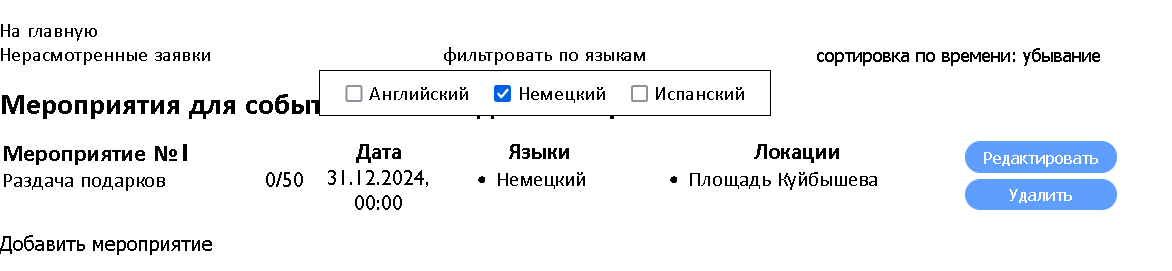 На главную
Нерасмотренные заявки фильтровать по языкам сортировка по времени: убывание
Английский Немецкий Испанский
Мероприятия для
Мероприятие №1 Дата Языки Локации Редактировать
Раздача подарков 0/50 31.12.2024, • Немецкий • Площадь Куйбышева
00:00 Удалить
Добавить мероприятие